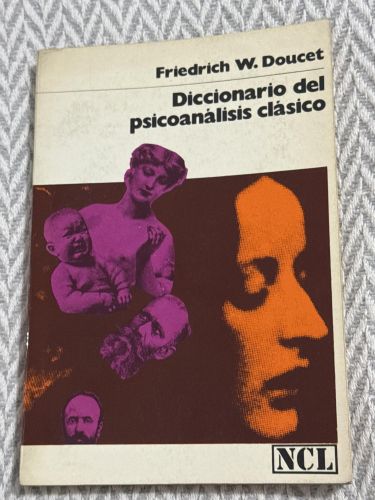 Friedrich W. Doucet
Diccionario del
psicoanálisis clásico
NCL